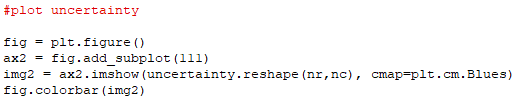 #plot uncertainty
fig = plt.figure()
ax2 = fig.add_subplot(111)
img2 = ax2.imshow(uncertainty.reshape(nr,nc), cmap=plt.cm.Blues)
fig.colorbar(img2)